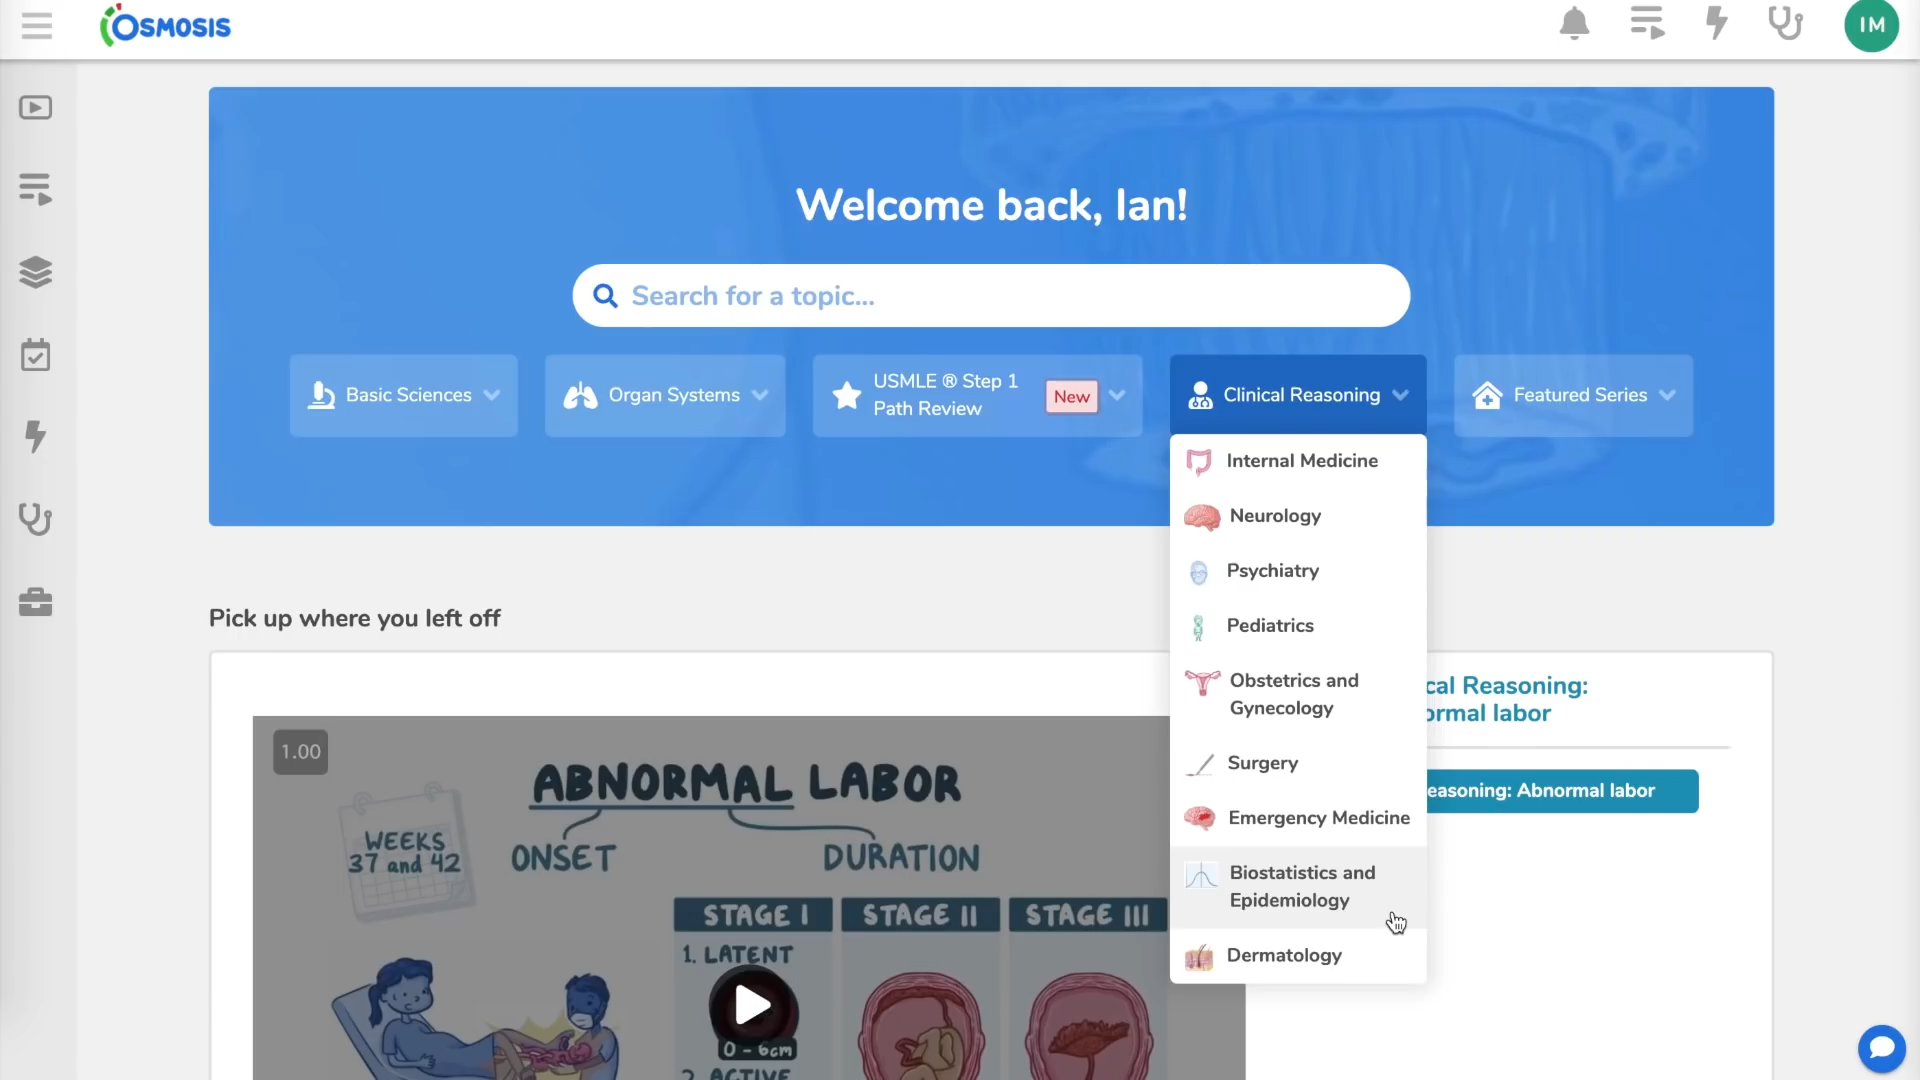 OSMOSIS
IM
Welcome back, Ian!
Search for a topic...
Basic Sciences
Organ Systems
USMLE ® Step 1
Path Review
New
Clinical Reasoning
Featured Series
Internal Medicine
Neurology
Psychiatry
Pediatrics
Obstetrics and
Gynecology
Surgery
Emergency Medicine
Biostatistics and
Epidemiology
Dermatology
Pick up where you left off
cal Reasoning:
ormal labor
easoning: Abnormal labor
1.00
ABNORMAL LABOR
WEEKS
37 and 42
ONSET
DURATION
STAGE I
STAGE II
STAGE III
1. LATENT
0 - 6cm
2. ACTIVE